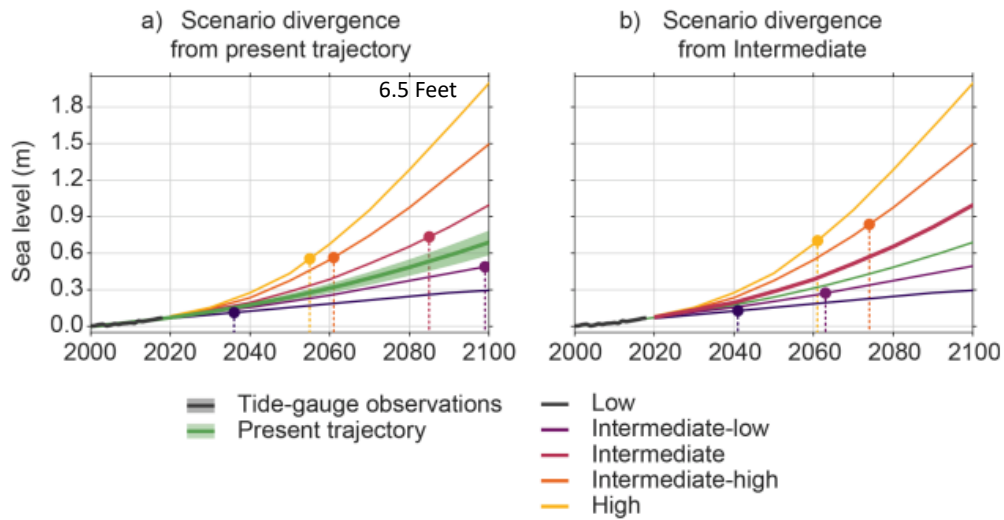 a) Scenario divergence
from present trajectory
b) Scenario divergence
from Intermediate
6.5 Feet
Sea level (m)
1.8
1.5
1.2
0.9
0.6
0.3
0.0
2000 2020 2040 2060 2080 2100
2000 2020 2040 2060 2080 2100
Tide-gauge observations
Present trajectory
Low
Intermediate-low
Intermediate
Intermediate-high
High